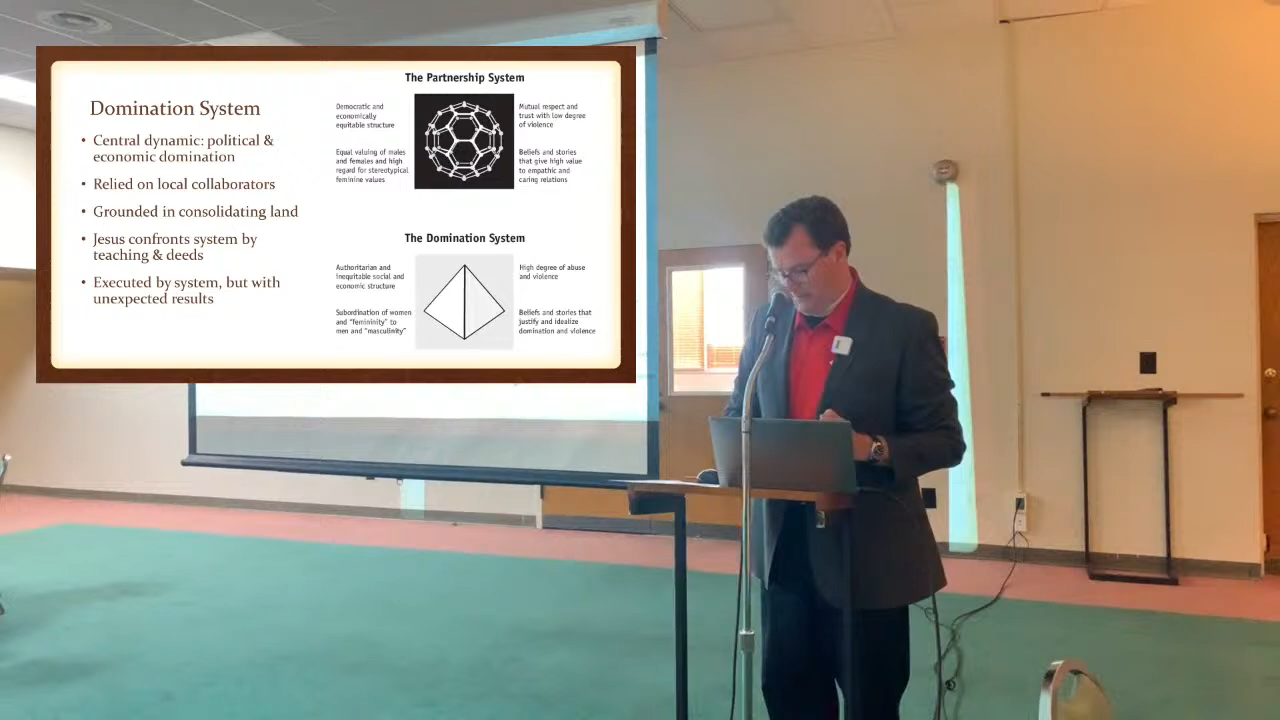 Domination System
• Central dynamic: political &
economic domination
• Relied on local collaborators
• Grounded in consolidating land
• Jesus confronts system by
teaching & deeds
• Executed by system, but with
unexpected results
The Partnership System
Democratic and
economically
equitable structure
Equal valuing of males
and females and high
regard for stereotypical
feminine values
Mutual respect and
trust with low degree
of violence
Beliefs and stories
that give high value
to empathic and
caring relations
The Domination System
Authoritarian and
inequitable social and
economic structure
Subordination of women
and "femininity" to
men and "masculinity"
High degree of abuse
and violence
Beliefs and stories that
justify and idealize
domination and violence